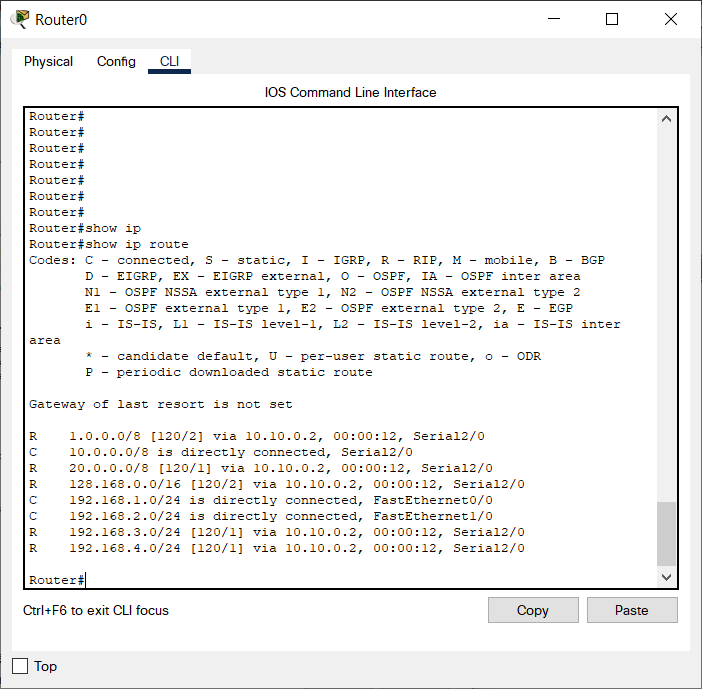 Router0
Physical Config CLI
IOS Command Line Interface
Router#
Router#
Router#
Router#
Router#
Router#
Router#
Router#show ip
Router#show ip route
Codes: C - connected, S - static, I - IGRP, R - RIP, M - mobile, B - BGP
       D - EIGRP, EX - EIGRP external, O - OSPF, IA - OSPF inter area
       N1 - OSPF NSSA external type 1, N2 - OSPF NSSA external type 2
       E1 - OSPF external type 1, E2 - OSPF external type 2, E - EGP
       i - IS-IS, L1 - IS-IS level-1, L2 - IS-IS level-2, ia - IS-IS inter
area
       * - candidate default, U - per-user static route, o - ODR
       P - periodic downloaded static route
Gateway of last resort is not set
R    1.0.0.0/8 [120/2] via 10.10.0.2, 00:00:12, Serial2/0
C    10.0.0.0/8 is directly connected, Serial2/0
R    20.0.0.0/8 [120/1] via 10.10.0.2, 00:00:12, Serial2/0
R    128.168.0.0/16 [120/2] via 10.10.0.2, 00:00:12, Serial2/0
C    192.168.1.0/24 is directly connected, FastEthernet0/0
C    192.168.2.0/24 is directly connected, FastEthernet1/0
R    192.168.3.0/24 [120/1] via 10.10.0.2, 00:00:12, Serial2/0
R    192.168.4.0/24 [120/1] via 10.10.0.2, 00:00:12, Serial2/0
Router#
Ctrl+F6 to exit CLI focus Copy Paste
Top